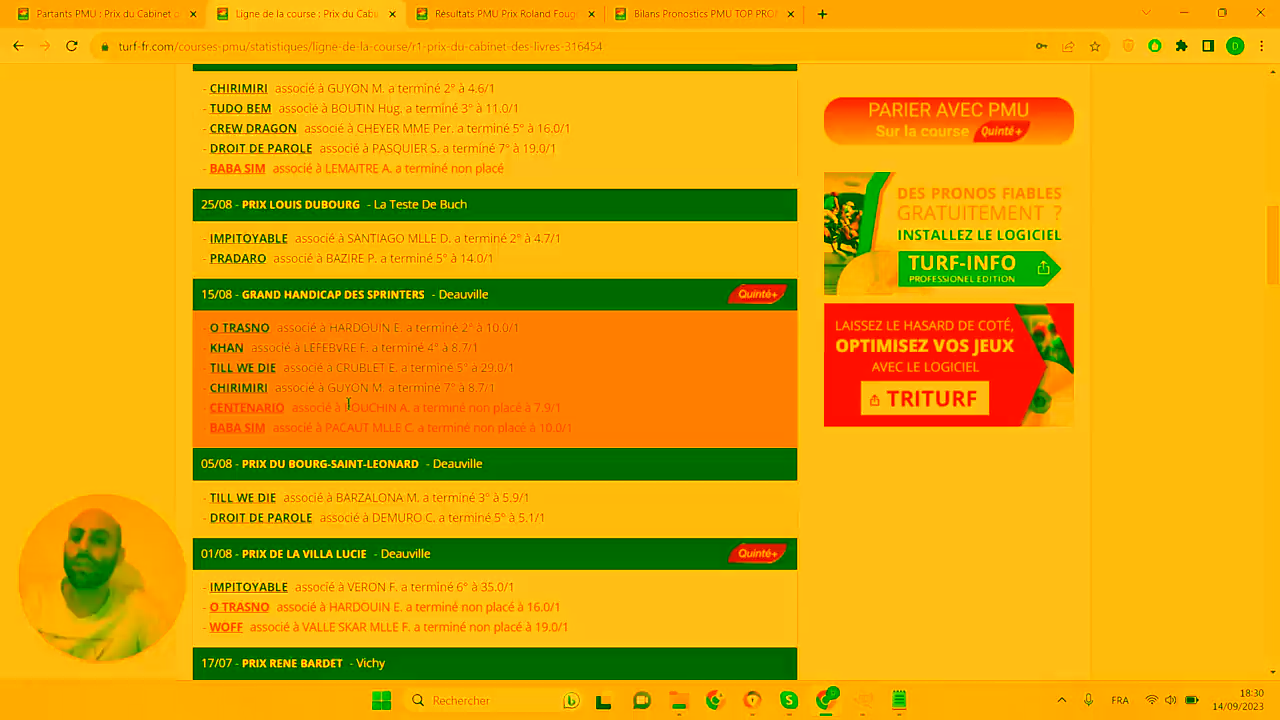 Partants PMU : Prix du Cabinet
Ligne de la course : Prix du Cabi
Résultats PMU Prix Roland Foug
Bilans Pronostics PMU TOP PRO
turf-fr.com/courses-pmu/statistiques/ligne-de-la-course/r1-prix-du-cabinet-des-livres-316454
D
- CHIRIMIRI associé à GUYON M. a terminé 2° à 4.6/1
- TUDO BEM associé à BOUTIN Hug. a terminé 3° à 11.0/1
- CREW DRAGON associé à CHEYER MME Per. a terminé 5° à 16.0/1
- DROIT DE PAROLE associé à PASQUIER S. a terminé 7° à 19.0/1
- BABA SIM associé à LEMAITRE A. a terminé non placé
25/08 - PRIX LOUIS DUBOURG - La Teste De Buch
- IMPITOYABLE associé à SANTIAGO MLLE D. a terminé 2° à 4.7/1
- PRADARO associé à BAZIRE P. a terminé 5° à 14.0/1
15/08 - GRAND HANDICAP DES SPRINTERS - Deauville
Quinté+
- O TRASNO associé à HARDOUIN E. a terminé 2° à 10.0/1
- KHAN associé à LEFEBVRE F. a terminé 4° à 8.7/1
- TILL WE DIE associé à CRUBLET E. a terminé 5° à 29.0/1
- CHIRIMIRI associé à GUYON M. a terminé 7° à 8.7/1
- CENTENARIO associé à OUCHIN A. a terminé non placé à 7.9/1
- BABA SIM associé à PACAUT MLLE C. a terminé non placé à 10.0/1
05/08 - PRIX DU BOURG-SAINT-LEONARD - Deauville
- TILL WE DIE associé à BARZALONA M. a terminé 3° à 5.9/1
- DROIT DE PAROLE associé à DEMURO C. a terminé 5° à 5.1/1
01/08 - PRIX DE LA VILLA LUCIE - Deauville
Quinté+
- IMPITOYABLE associé à VERON F. a terminé 6° à 35.0/1
- O TRASNO associé à HARDOUIN E. a terminé non placé à 16.0/1
- WOFF associé à VALLE SKAR MLLE F. a terminé non placé à 19.0/1
17/07 - PRIX RENE BARDET - Vichy
PARIER AVEC PMU
Sur la course Quinté+
DES PRONOS FIABLES
GRATUITEMENT ?
INSTALLEZ LE LOGICIEL
TURF-INFO
PROFESSIONEL EDITION
LAISSEZ LE HASARD DE COTÉ,
OPTIMISEZ VOS JEUX
AVEC LE LOGICIEL
TRITURF
Rechercher
FRA
18:30
14/09/2023